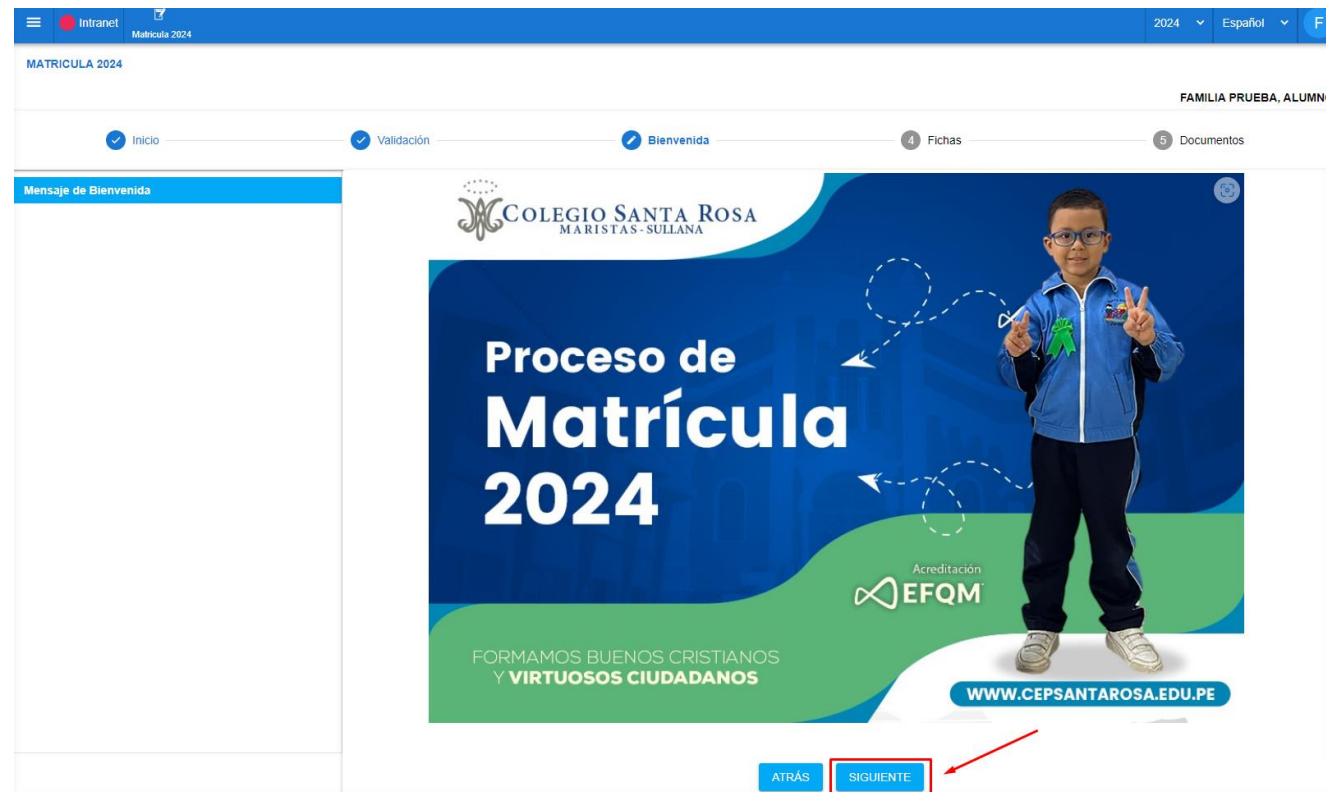 Intranet
Matricula 2024
2024
Español
F
MATRICULA 2024
FAMILIA PRUEBA, ALUMN
Inicio
Validación
Bienvenida
4 Fichas
5 Documentos
Mensaje de Bienvenida
COLEGIO SANTA ROSA
MARISTAS-SULLANA
Proceso de
Matrícula
2024
Acreditación
EFQM
FORMAMOS BUENOS CRISTIANOS
Y VIRTUOSOS CIUDADANOS
WWW.CEPSANTAROSA.EDU.PE
ATRÁS
SIGUIENTE